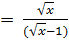 = √x / (√x−1)